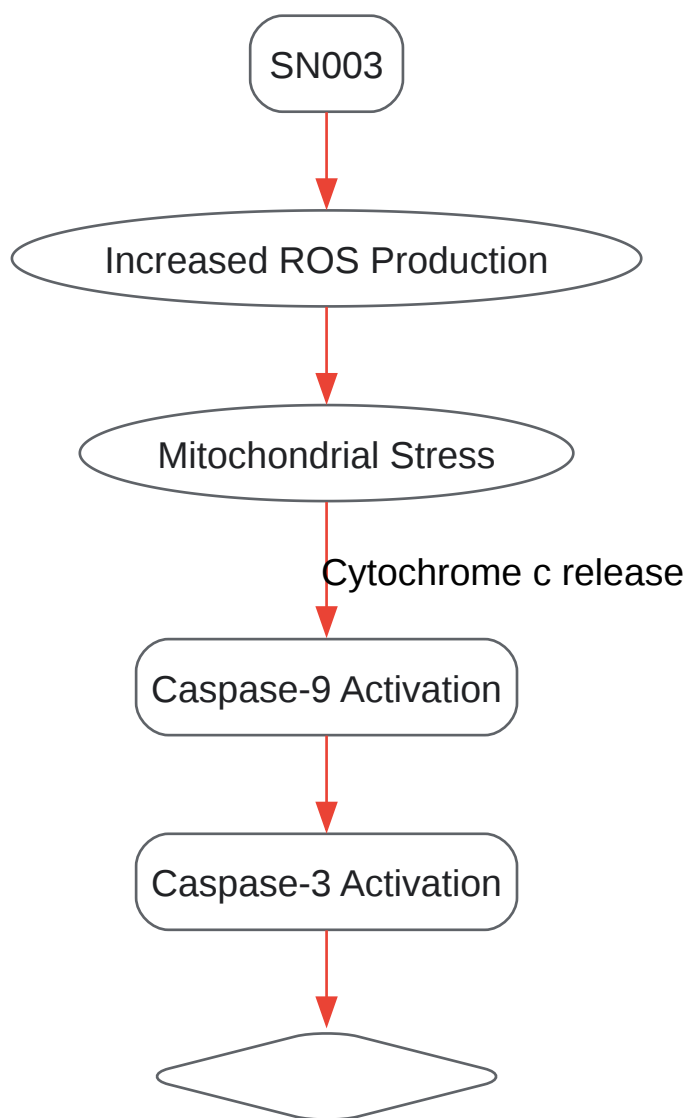 SN003
Increased ROS Production
Mitochondrial Stress
Cytochrome c release
Caspase-9 Activation
Caspase-3 Activation